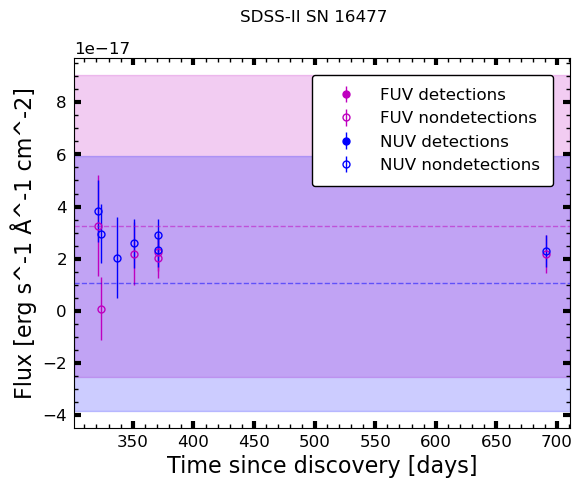 SDSS-II SN 16477
1e−17
8
6
4
2
0
−2
−4
Flux [erg s^-1 Å^-1 cm^-2]
FUV detections
FUV nondetections
NUV detections
NUV nondetections
350 400 450 500 550 600 650 700
Time since discovery [days]